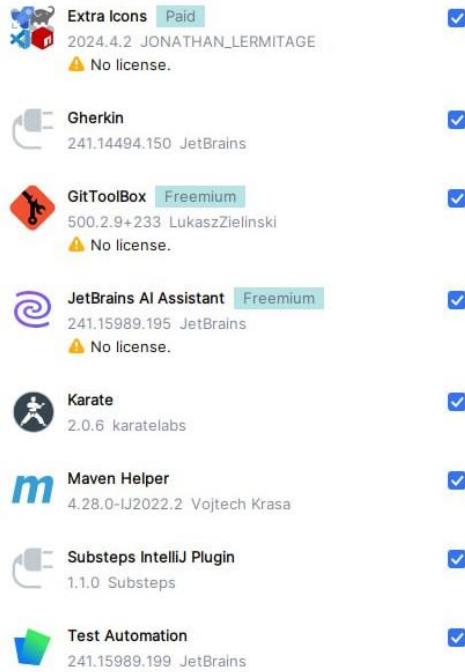 Extra Icons Paid
2024.4.2 JONATHAN_LERMITAGE
No license.
Gherkin
241.14494.150 JetBrains
GitToolBox Freemium
500.2.9+233 LukaszZielinski
No license.
JetBrains AI Assistant Freemium
241.15989.195 JetBrains
No license.
Karate
2.0.6 karatelabs
m Maven Helper
4.28.0-IJ2022.2 Vojtech Krasa
Substeps IntelliJ Plugin
1.1.0 Substeps
Test Automation
241.15989.199 JetBrains